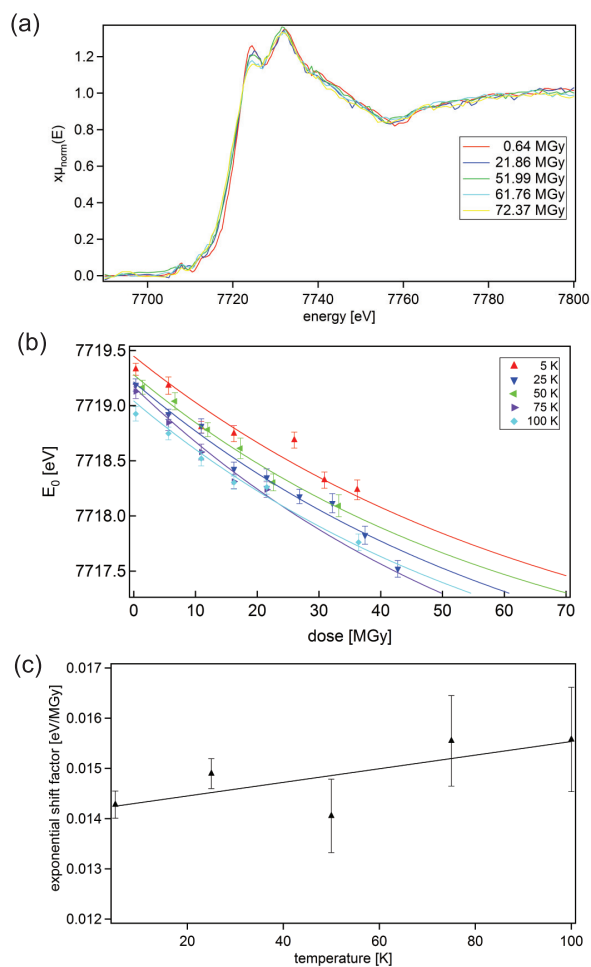 (a)
1.2
1.0
0.8
0.6
0.4
0.2
0.0
xμnorm(E)
0.64 MGy
21.86 MGy
51.99 MGy
61.76 MGy
72.37 MGy
7700
7720
7740
7760
7780
7800
energy [eV]
(b)
7719.5
7719.0
7718.5
7718.0
7717.5
E0 [eV]
5 K
25 K
50 K
75 K
100 K
0
10
20
30
40
50
60
70
dose [MGy]
(c)
0.017
0.016
0.015
0.014
0.013
0.012
exponential shift factor [eV/MGy]
20
40
60
80
100
temperature [K]